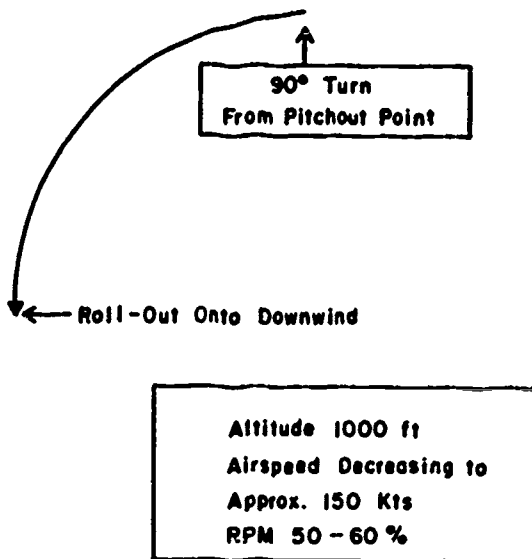 90° Turn
From Pitchout Point
Roll-Out Onto Downwind
Altitude 1000 ft
Airspeed Decreasing to
Approx. 150 Kts
RPM 50-60%